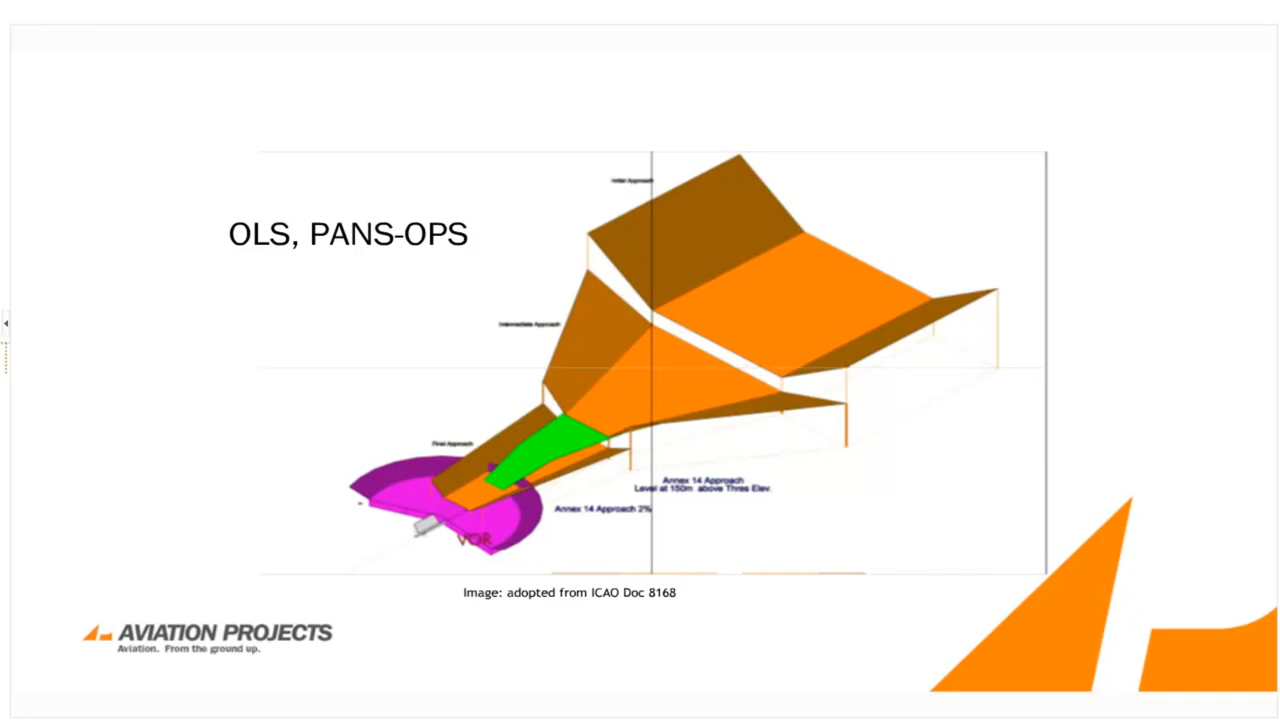 Initial Approach
OLS, PANS-OPS
Intermediate Approach
Final Approach
Annex 14 Approach
Level at 150m above Thres Elev.
Annex 14 Approach 2%
VOR
Image: adopted from ICAO Doc 8168
AVIATION PROJECTS
Aviation. From the ground up.